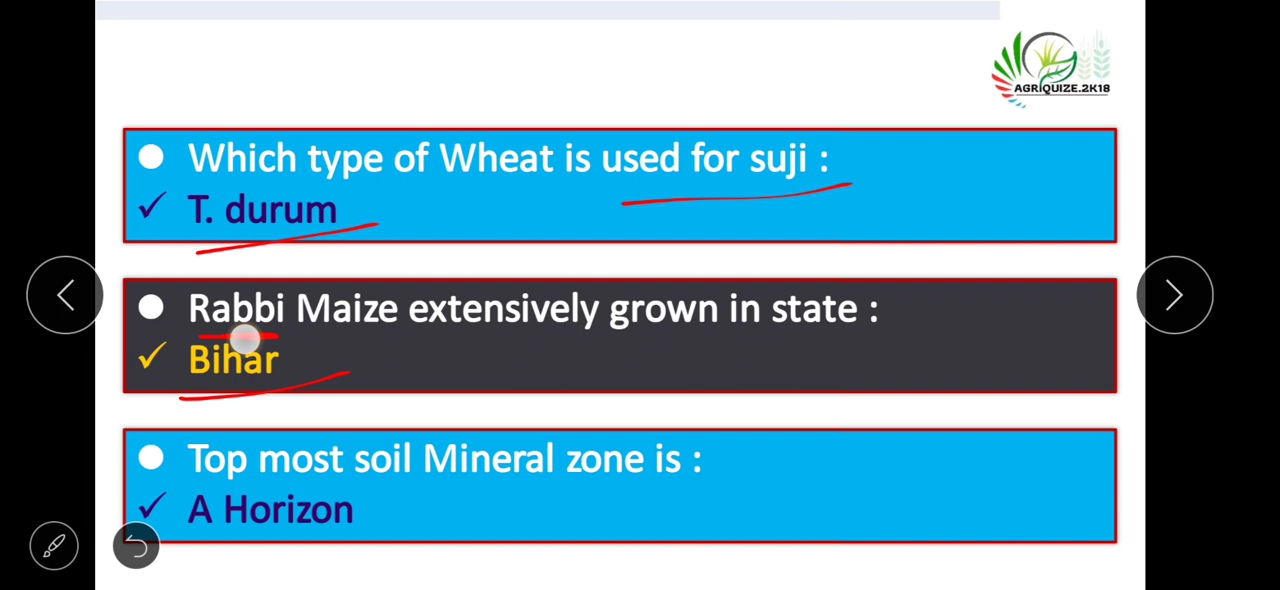 AGRIQUIZE.2K18
Which type of Wheat is used for suji :
T. durum
Rabbi Maize extensively grown in state :
Bihar
Top most soil Mineral zone is :
A Horizon